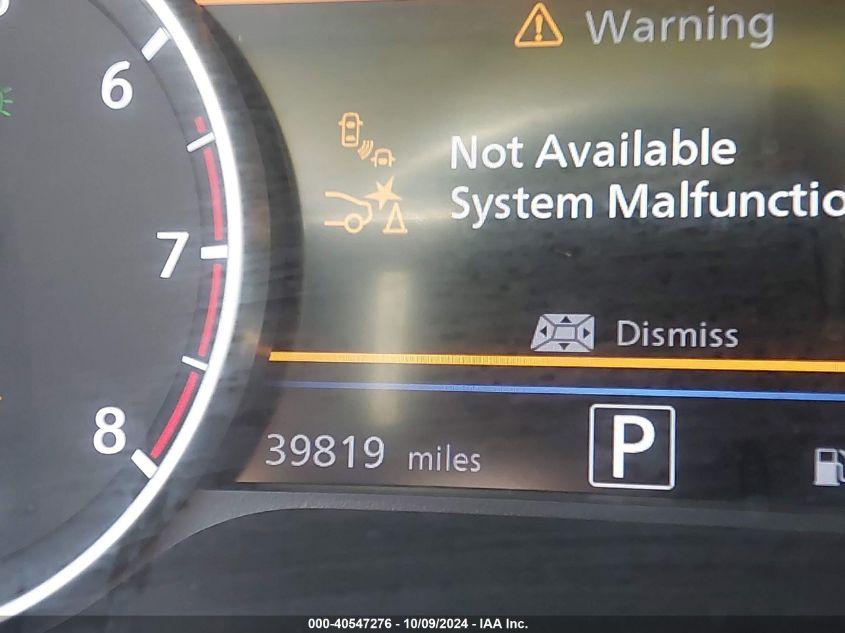 Warning
6
Not Available
System Malfunctio
7
Dismiss
8
39819 miles
P
000-40547276 - 10/09/2024 - IAA Inc.